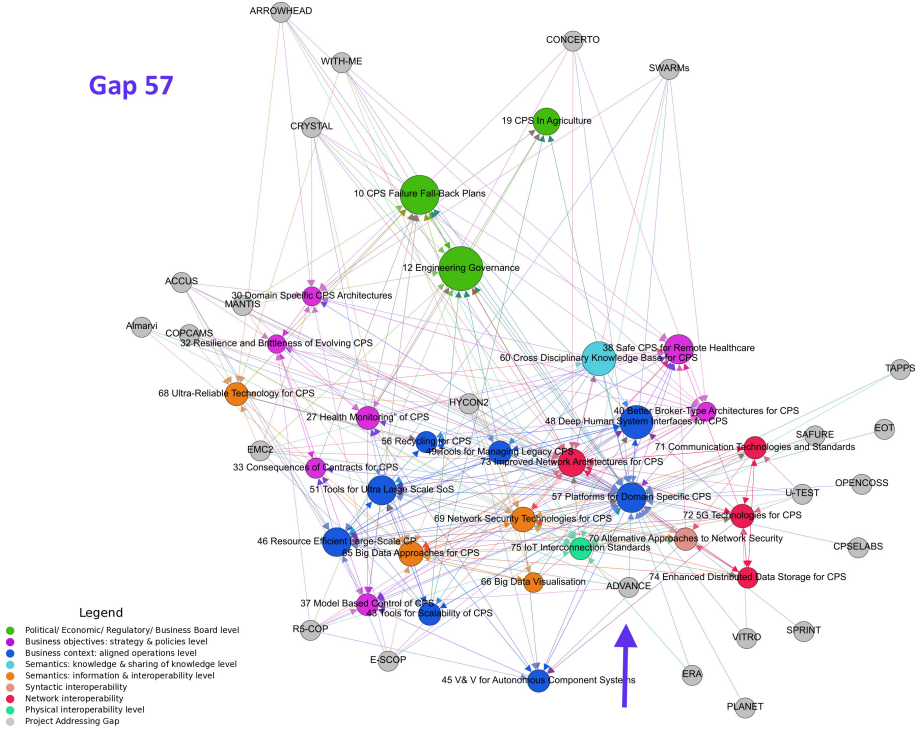 ARROWHEAD
CONCERTO
WITH-ME
SWARMs
Gap 57
19 CPS In Agriculture
CRYSTAL
10 CPS Failure Fall-Back Plans
12 Engineering Governance
ACCUS
30 Domain Specific CPS Architectures
MANTIS
Almarvi
COPCAMS
32 Resilience and Brittleness of Evolving CPS
38 Safe CPS for Remote Healthcare
60 Cross Disciplinary Knowledge Base for CPS
TAPPS
68 Ultra-Reliable Technology for CPS
HYCON2
27 Health Monitoring" of CPS
40 Better Broker-Type Architectures for CPS
48 Deep Human System Interfaces for CPS
EOT
SAFURE
56 Recycling for CPS
71 Communication Technologies and Standards
EMC2
49 Tools for Managing Legacy CPS
73 Improved Network Architectures for CPS
33 Consequences of Contracts for CPS
OPENCOSS
51 Tools for Ultra Large Scale SoS
U-TEST
57 Platforms for Domain Specific CPS
72 5G Technologies for CPS
69 Network Security Technologies for CPS
70 Alternative Approaches to Network Security
46 Resource Efficient Large-Scale CP
75 IoT Interconnection Standards
CPSELABS
65 Big Data Approaches for CPS
74 Enhanced Distributed Data Storage for CPS
66 Big Data Visualisation
ADVANCE
37 Model Based Control of CPS
43 Tools for Scalability of CPS
R5-COP
SPRINT
VITRO
E-SCOP
ERA
45 V& V for Autonomous Component Systems
PLANET
Legend
Political/ Economic/ Regulatory/ Business Board level
Business objectives: strategy & policies level
Business context: aligned operations level
Semantics: knowledge & sharing of knowledge level
Semantics: information & interoperability level
Syntactic interoperability
Network interoperability
Physical interoperability level
Project Addressing Gap